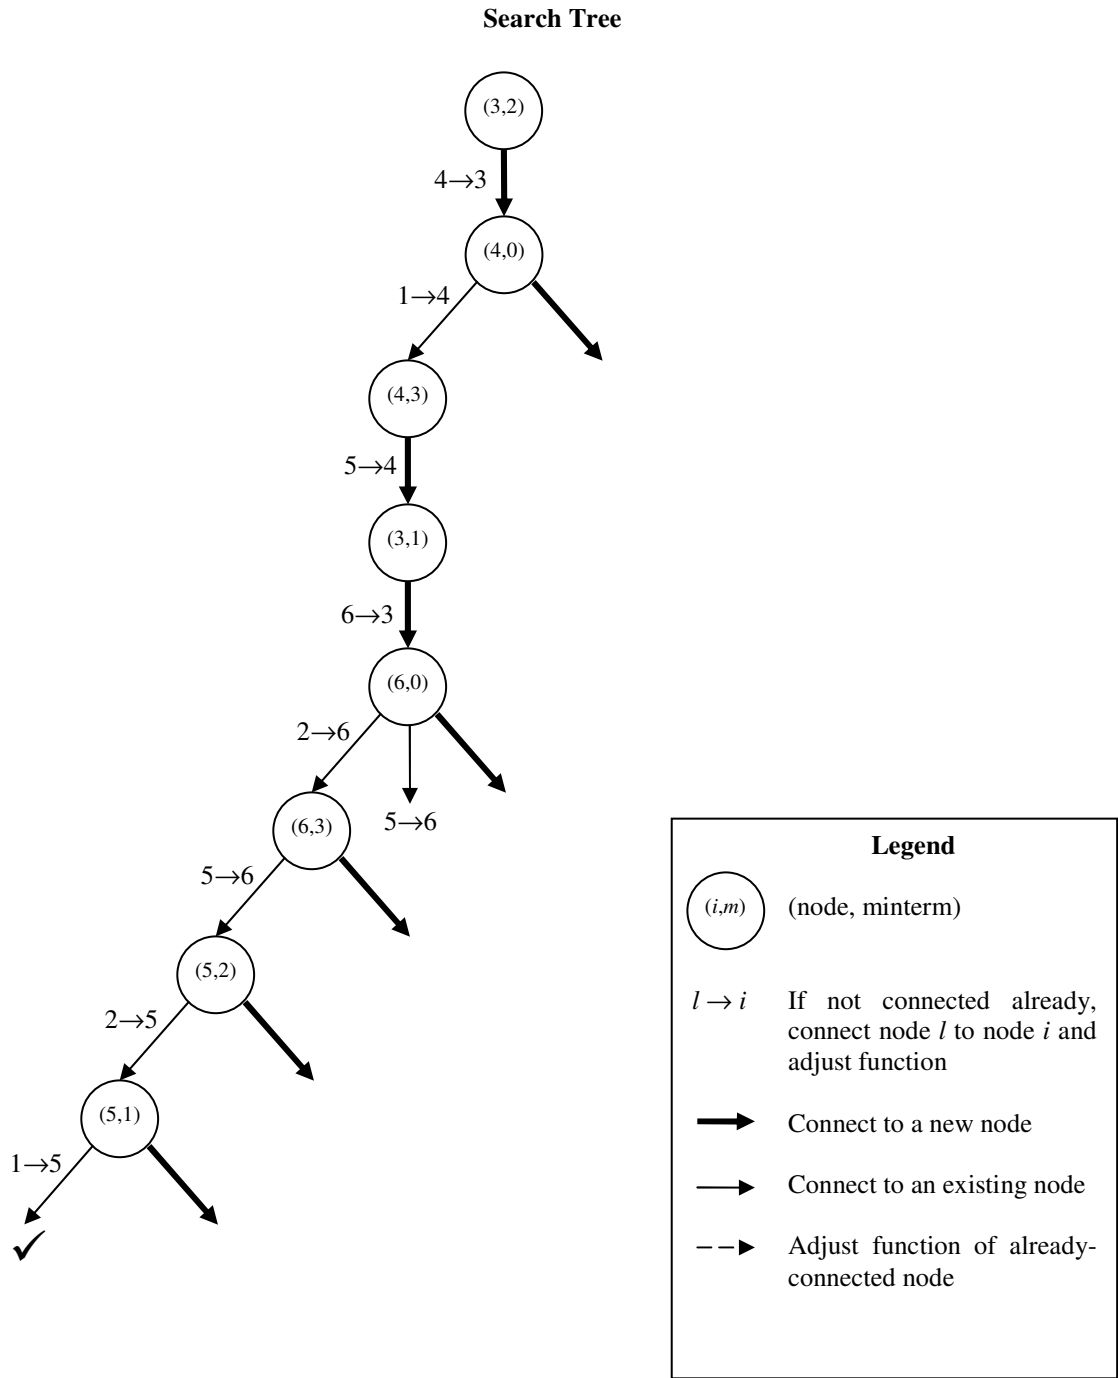 Search Tree
(3,2)
4→3
(4,0)
1→4
(4,3)
5→4
(3,1)
6→3
(6,0)
2→6
5→6
(6,3)
5→6
(5,2)
2→5
(5,1)
1→5
Legend
(i,m) (node, minterm)
l → i If not connected already,
connect node l to node i and
adjust function
Connect to a new node
Connect to an existing node
Adjust function of already-
connected node